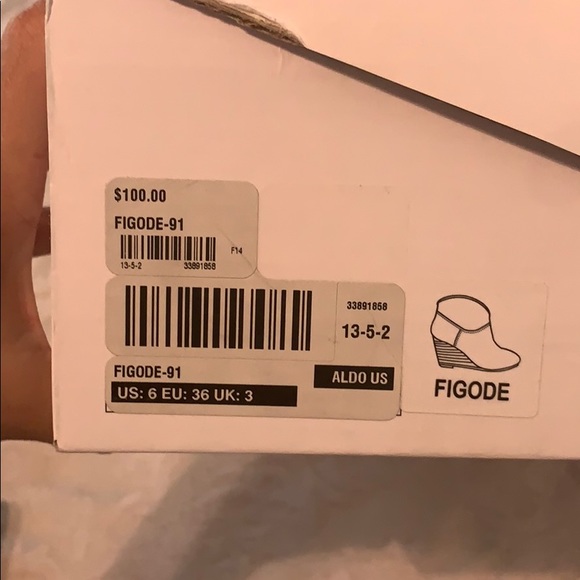 $100.00
FIGODE-91
F14
13-5-2 33891858
33891858
13-5-2
FIGODE-91
ALDO US
US: 6 EU: 36 UK: 3
FIGODE